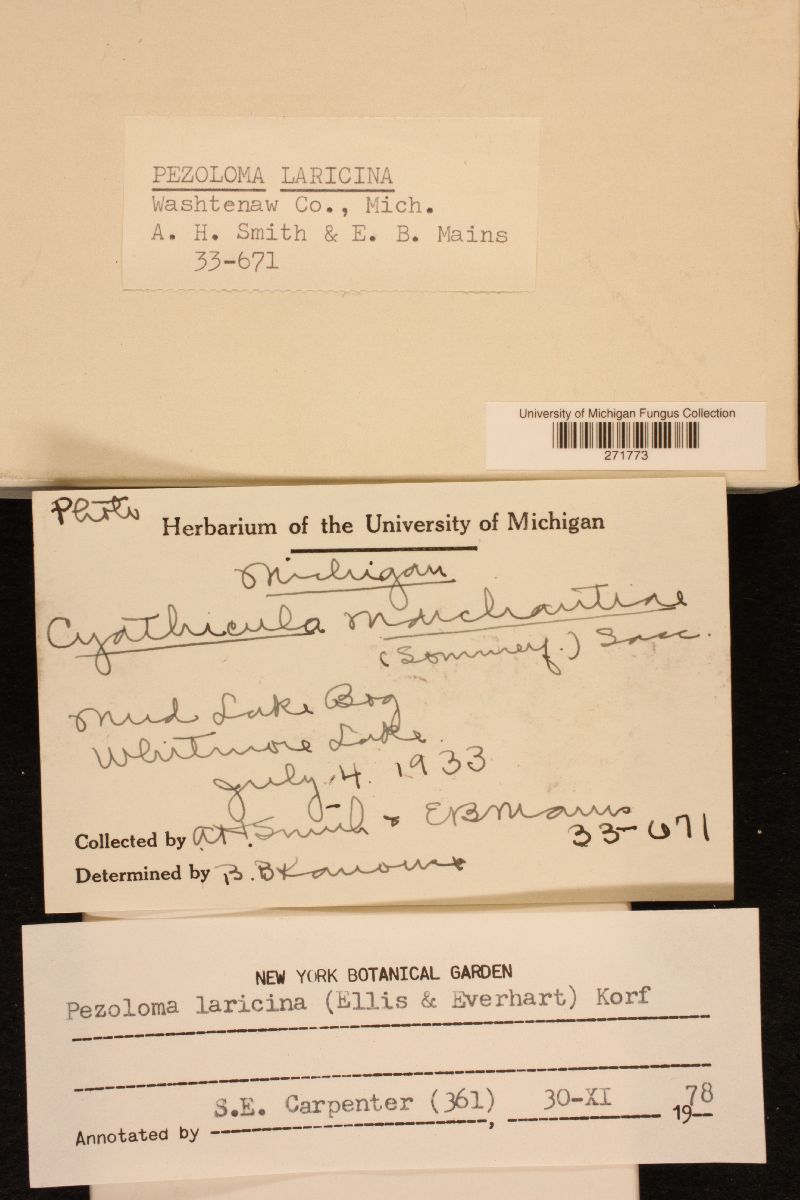 PEZOLOMA LARICINA
Washtenaw Co., Mich.
A. H. Smith & E. B. Mains
33-671
University of Michigan Fungus Collection
271773
Photo
Herbarium of the University of Michigan
Michigan
Cyathicula Marchantiae
(Sommerf.) Sacc.
Mud Lake Bog
Whitmore Lake.
July 4. 1933
Collected by A.H. Smith & E B Mains
33-671
Determined by B. B Kanouse
NEW YORK BOTANICAL GARDEN
Pezoloma laricina (Ellis & Everhart) Korf
S.E. Carpenter (361) 30-XI 78
Annotated by , 19